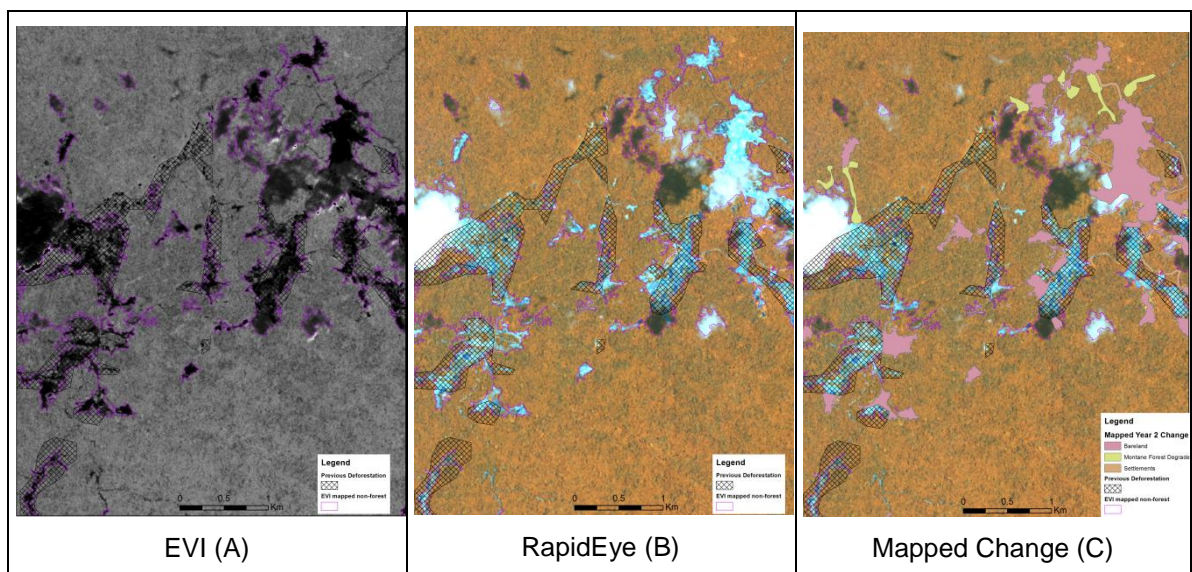 Legend
Previous Deforestation
EVI mapped non-forest
0 0.5 1
Km
EVI (A)
Legend
Previous Deforestation
EVI mapped non-forest
0 0.5 1
Km
RapidEye (B)
Legend
Mapped Year 2 Change
Bareland
Montane Forest Degrade
Settlements
Previous Deforestation
EVI mapped non-forest
0 0.5 1
Km
Mapped Change (C)